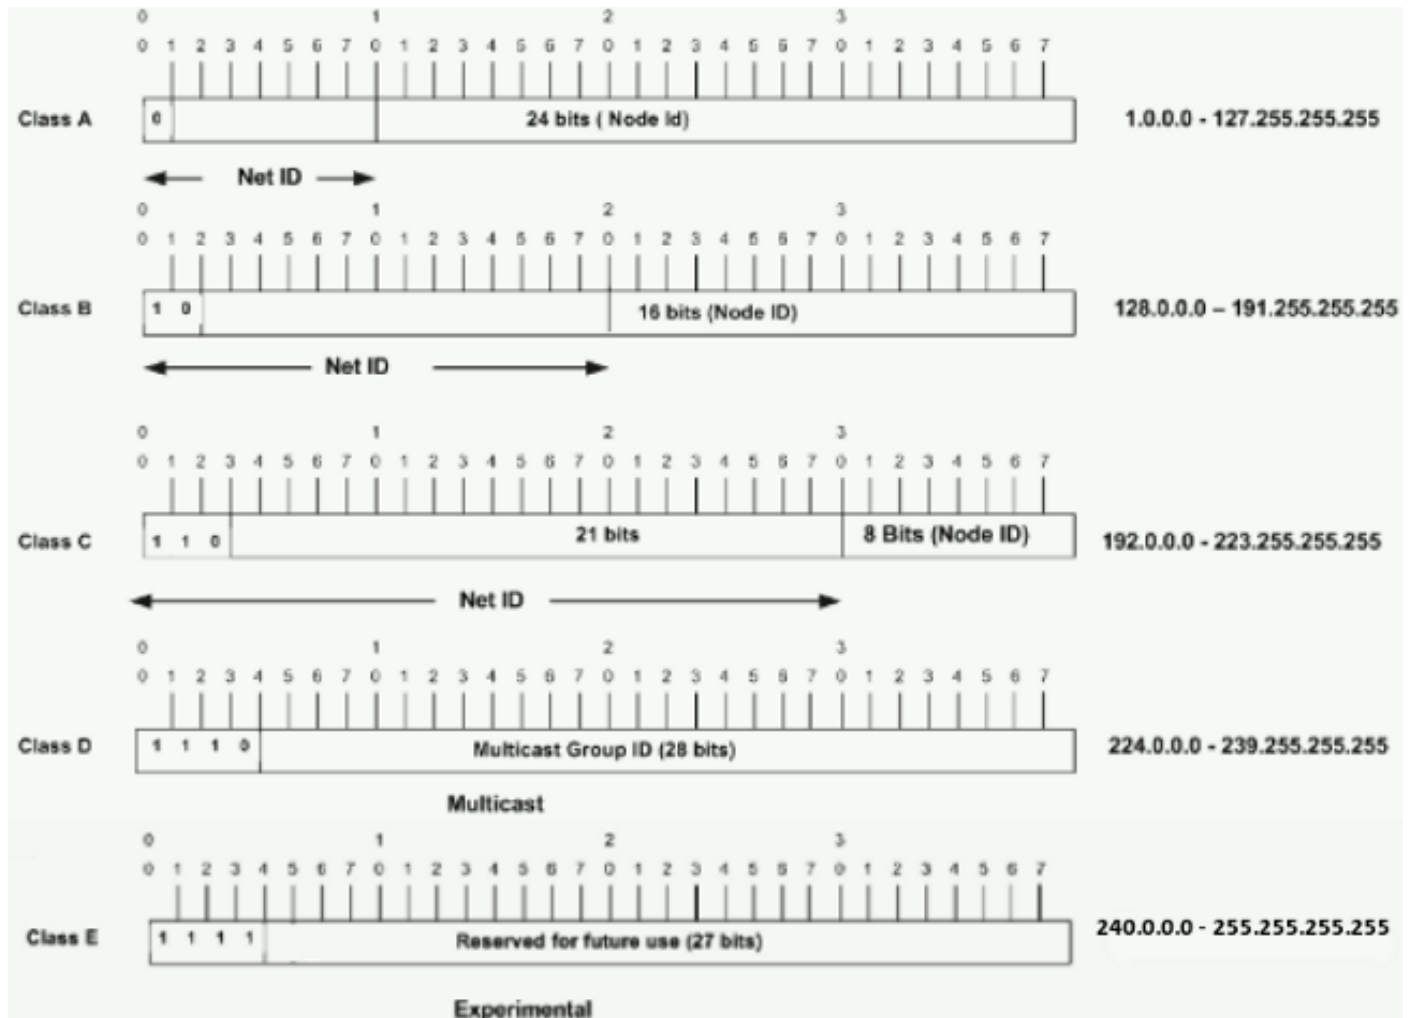 0 1 2 3
0 1 2 3 4 5 6 7 0 1 2 3 4 5 6 7 0 1 2 3 4 5 6 7 0 1 2 3 4 5 6 7
Class A 0 24 bits ( Node Id) 1.0.0.0 - 127.255.255.255
Net ID
0 1 2 3
0 1 2 3 4 5 6 7 0 1 2 3 4 5 6 7 0 1 2 3 4 5 6 7 0 1 2 3 4 5 6 7
Class B 1 0 16 bits (Node ID) 128.0.0.0 – 191.255.255.255
Net ID
0 1 2 3
0 1 2 3 4 5 6 7 0 1 2 3 4 5 6 7 0 1 2 3 4 5 6 7 0 1 2 3 4 5 6 7
Class C 1 1 0 21 bits 8 Bits (Node ID) 192.0.0.0 - 223.255.255.255
Net ID
0 1 2 3
0 1 2 3 4 5 6 7 0 1 2 3 4 5 6 7 0 1 2 3 4 5 6 7 0 1 2 3 4 5 6 7
Class D 1 1 1 0 Multicast Group ID (28 bits) 224.0.0.0 - 239.255.255.255
Multicast
0 1 2 3
0 1 2 3 4 5 6 7 0 1 2 3 4 5 6 7 0 1 2 3 4 5 6 7 0 1 2 3 4 5 6 7
Class E 1 1 1 1 Reserved for future use (27 bits) 240.0.0.0 - 255.255.255.255
Experimental